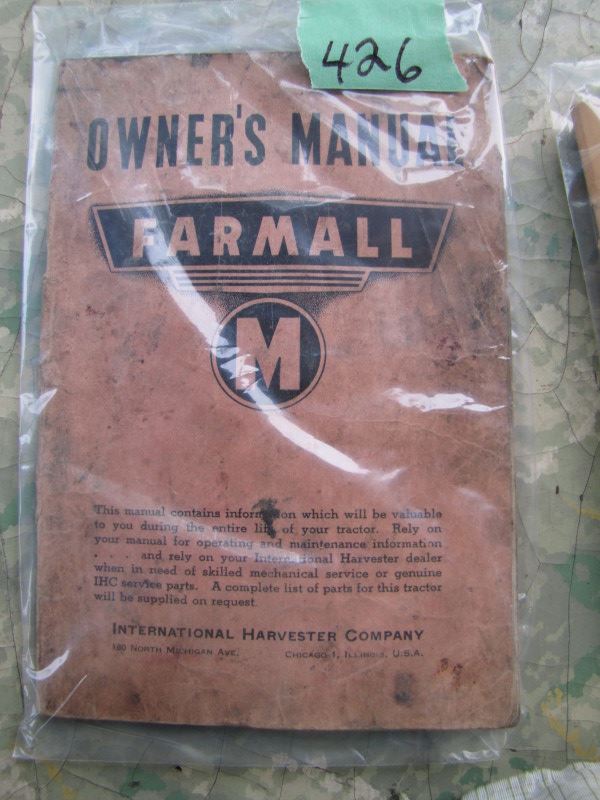 426
OWNER'S MANUAL
FARMALL
M
This manual contains information which will be valuable
to you during the entire life of your tractor. Rely on
your manual for operating and maintenance information
. . . and rely on your International Harvester dealer
when in need of skilled mechanical service or genuine
IHC service parts. A complete list of parts for this tractor
will be supplied on request.
INTERNATIONAL HARVESTER COMPANY
180 NORTH MICHIGAN AVE. CHICAGO 1, ILLINOIS, U.S.A.